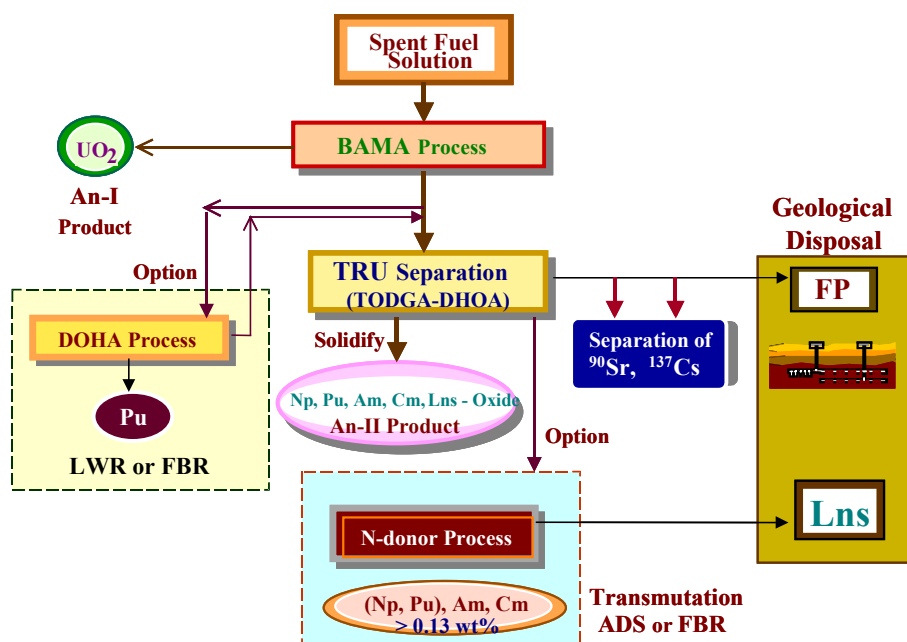 Spent Fuel
Solution
BAMA Process
UO₂
An-I
Product
Option
TRU Separation
(TODGA-DHOA)
Geological
Disposal
FP
DOHA Process
Pu
LWR or FBR
Solidify
Separation of
⁹⁰Sr, ¹³⁷Cs
Np, Pu, Am, Cm, Lns - Oxide
An-II Product
Option
N-donor Process
Lns
(Np, Pu), Am, Cm
> 0.13 wt%
Transmutation
ADS or FBR